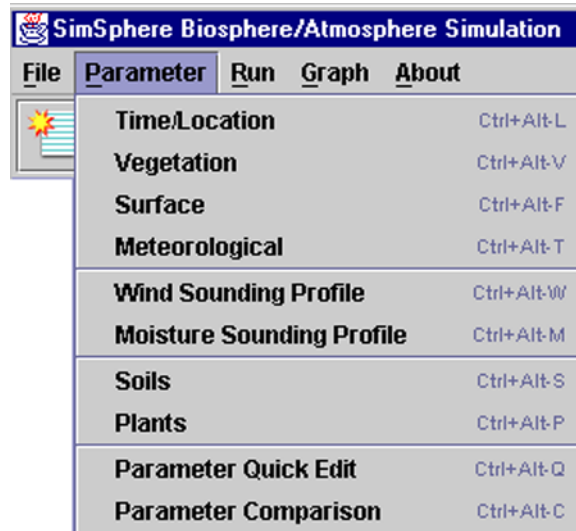 SimSphere Biosphere/Atmosphere Simulation
File Parameter Run Graph About
Time/Location Ctrl+Alt-L
Vegetation Ctrl+Alt-V
Surface Ctrl+Alt-F
Meteorological Ctrl+Alt-T
Wind Sounding Profile Ctrl+Alt-W
Moisture Sounding Profile Ctrl+Alt-M
Soils Ctrl+Alt-S
Plants Ctrl+Alt-P
Parameter Quick Edit Ctrl+Alt-Q
Parameter Comparison Ctrl+Alt-C